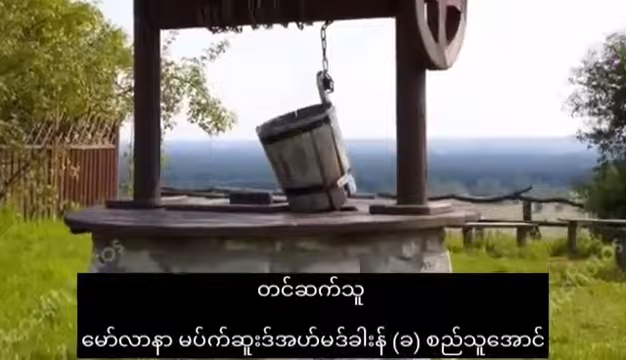 တင်ဆက်သူ
မော်လာနာ မပ်က်ဆူးဒ်အဟ်မဒ်ခါးန် (ခ) စည်သူအောင်